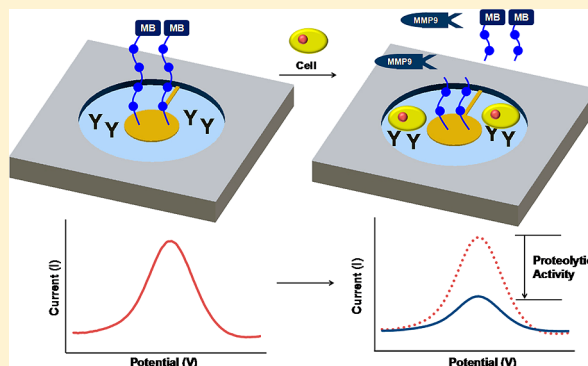 MB MB
Cell
MMP9
MMP9
MB MB
Y Y Y Y
Y Y Y Y
Current (I)
Potential (V)
Current (I)
Potential (V)
Proteolytic
Activity